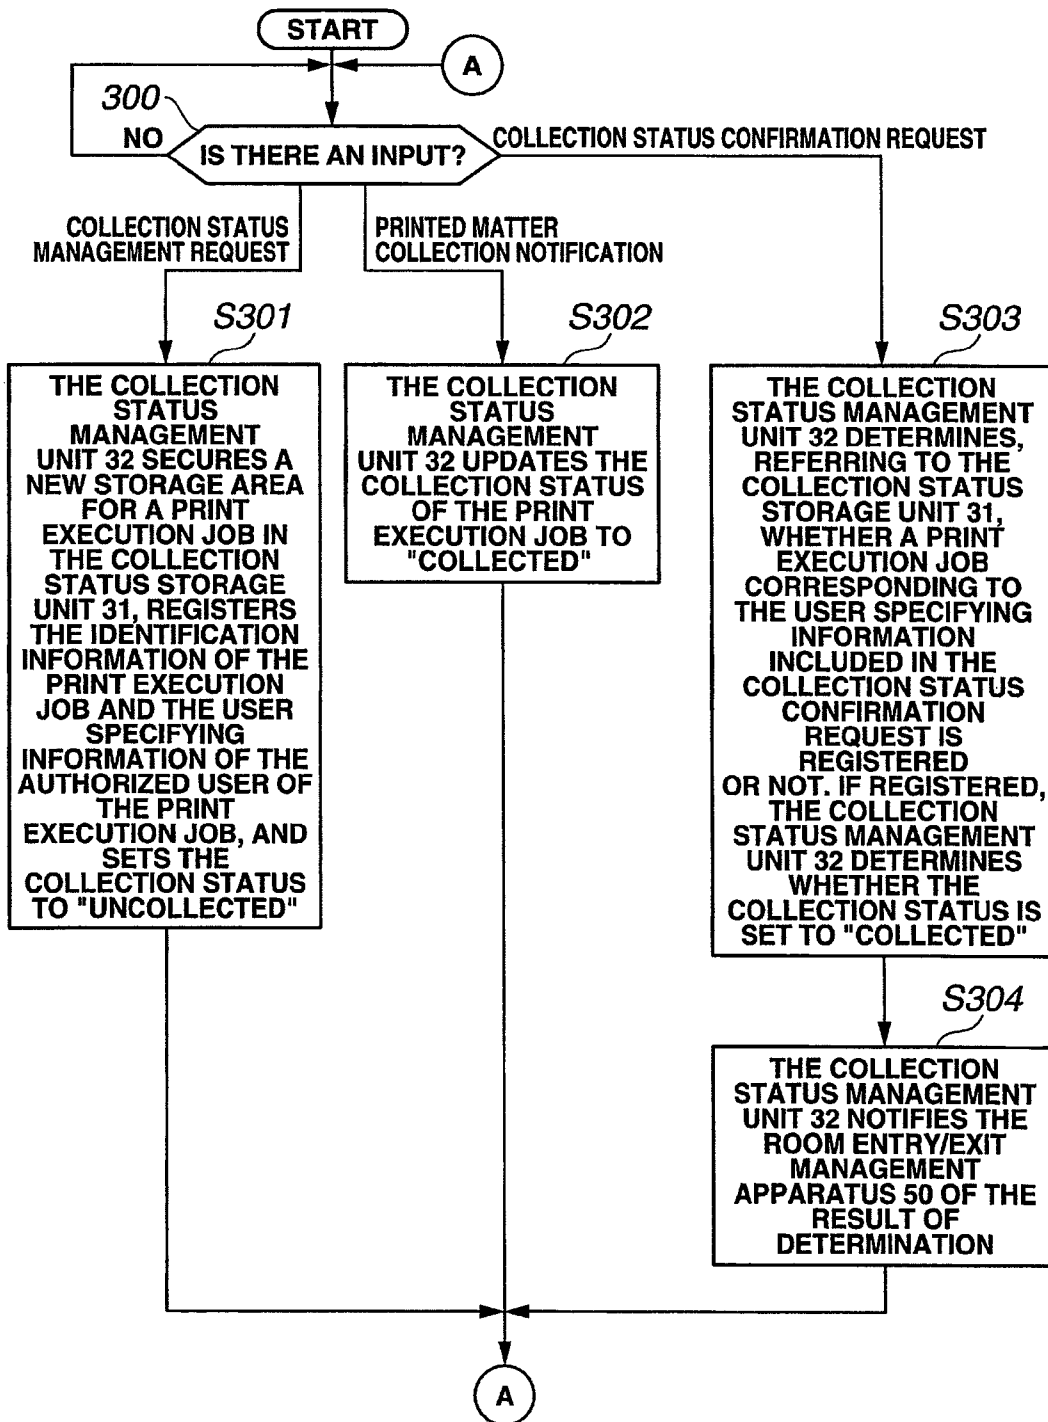 START
A
300
NO
IS THERE AN INPUT?
COLLECTION STATUS CONFIRMATION REQUEST
COLLECTION STATUS
MANAGEMENT REQUEST
PRINTED MATTER
COLLECTION NOTIFICATION
S301
THE COLLECTION
STATUS
MANAGEMENT
UNIT 32 SECURES A
NEW STORAGE AREA
FOR A PRINT
EXECUTION JOB IN
THE COLLECTION
STATUS STORAGE
UNIT 31, REGISTERS
THE IDENTIFICATION
INFORMATION OF THE
PRINT EXECUTION
JOB AND THE USER
SPECIFYING
INFORMATION OF THE
AUTHORIZED USER OF
THE PRINT
EXECUTION JOB, AND
SETS THE
COLLECTION STATUS
TO "UNCOLLECTED"
S302
THE COLLECTION
STATUS
MANAGEMENT
UNIT 32 UPDATES THE
COLLECTION STATUS
OF THE PRINT
EXECUTION JOB TO
"COLLECTED"
S303
THE COLLECTION
STATUS MANAGEMENT
UNIT 32 DETERMINES,
REFERRING TO THE
COLLECTION STATUS
STORAGE UNIT 31,
WHETHER A PRINT
EXECUTION JOB
CORRESPONDING TO
THE USER SPECIFYING
INFORMATION
INCLUDED IN THE
COLLECTION STATUS
CONFIRMATION
REQUEST IS
REGISTERED
OR NOT. IF REGISTERED,
THE COLLECTION
STATUS MANAGEMENT
UNIT 32 DETERMINES
WHETHER THE
COLLECTION STATUS IS
SET TO "COLLECTED"
S304
THE COLLECTION
STATUS MANAGEMENT
UNIT 32 NOTIFIES THE
ROOM ENTRY/EXIT
MANAGEMENT
APPARATUS 50 OF THE
RESULT OF
DETERMINATION
A